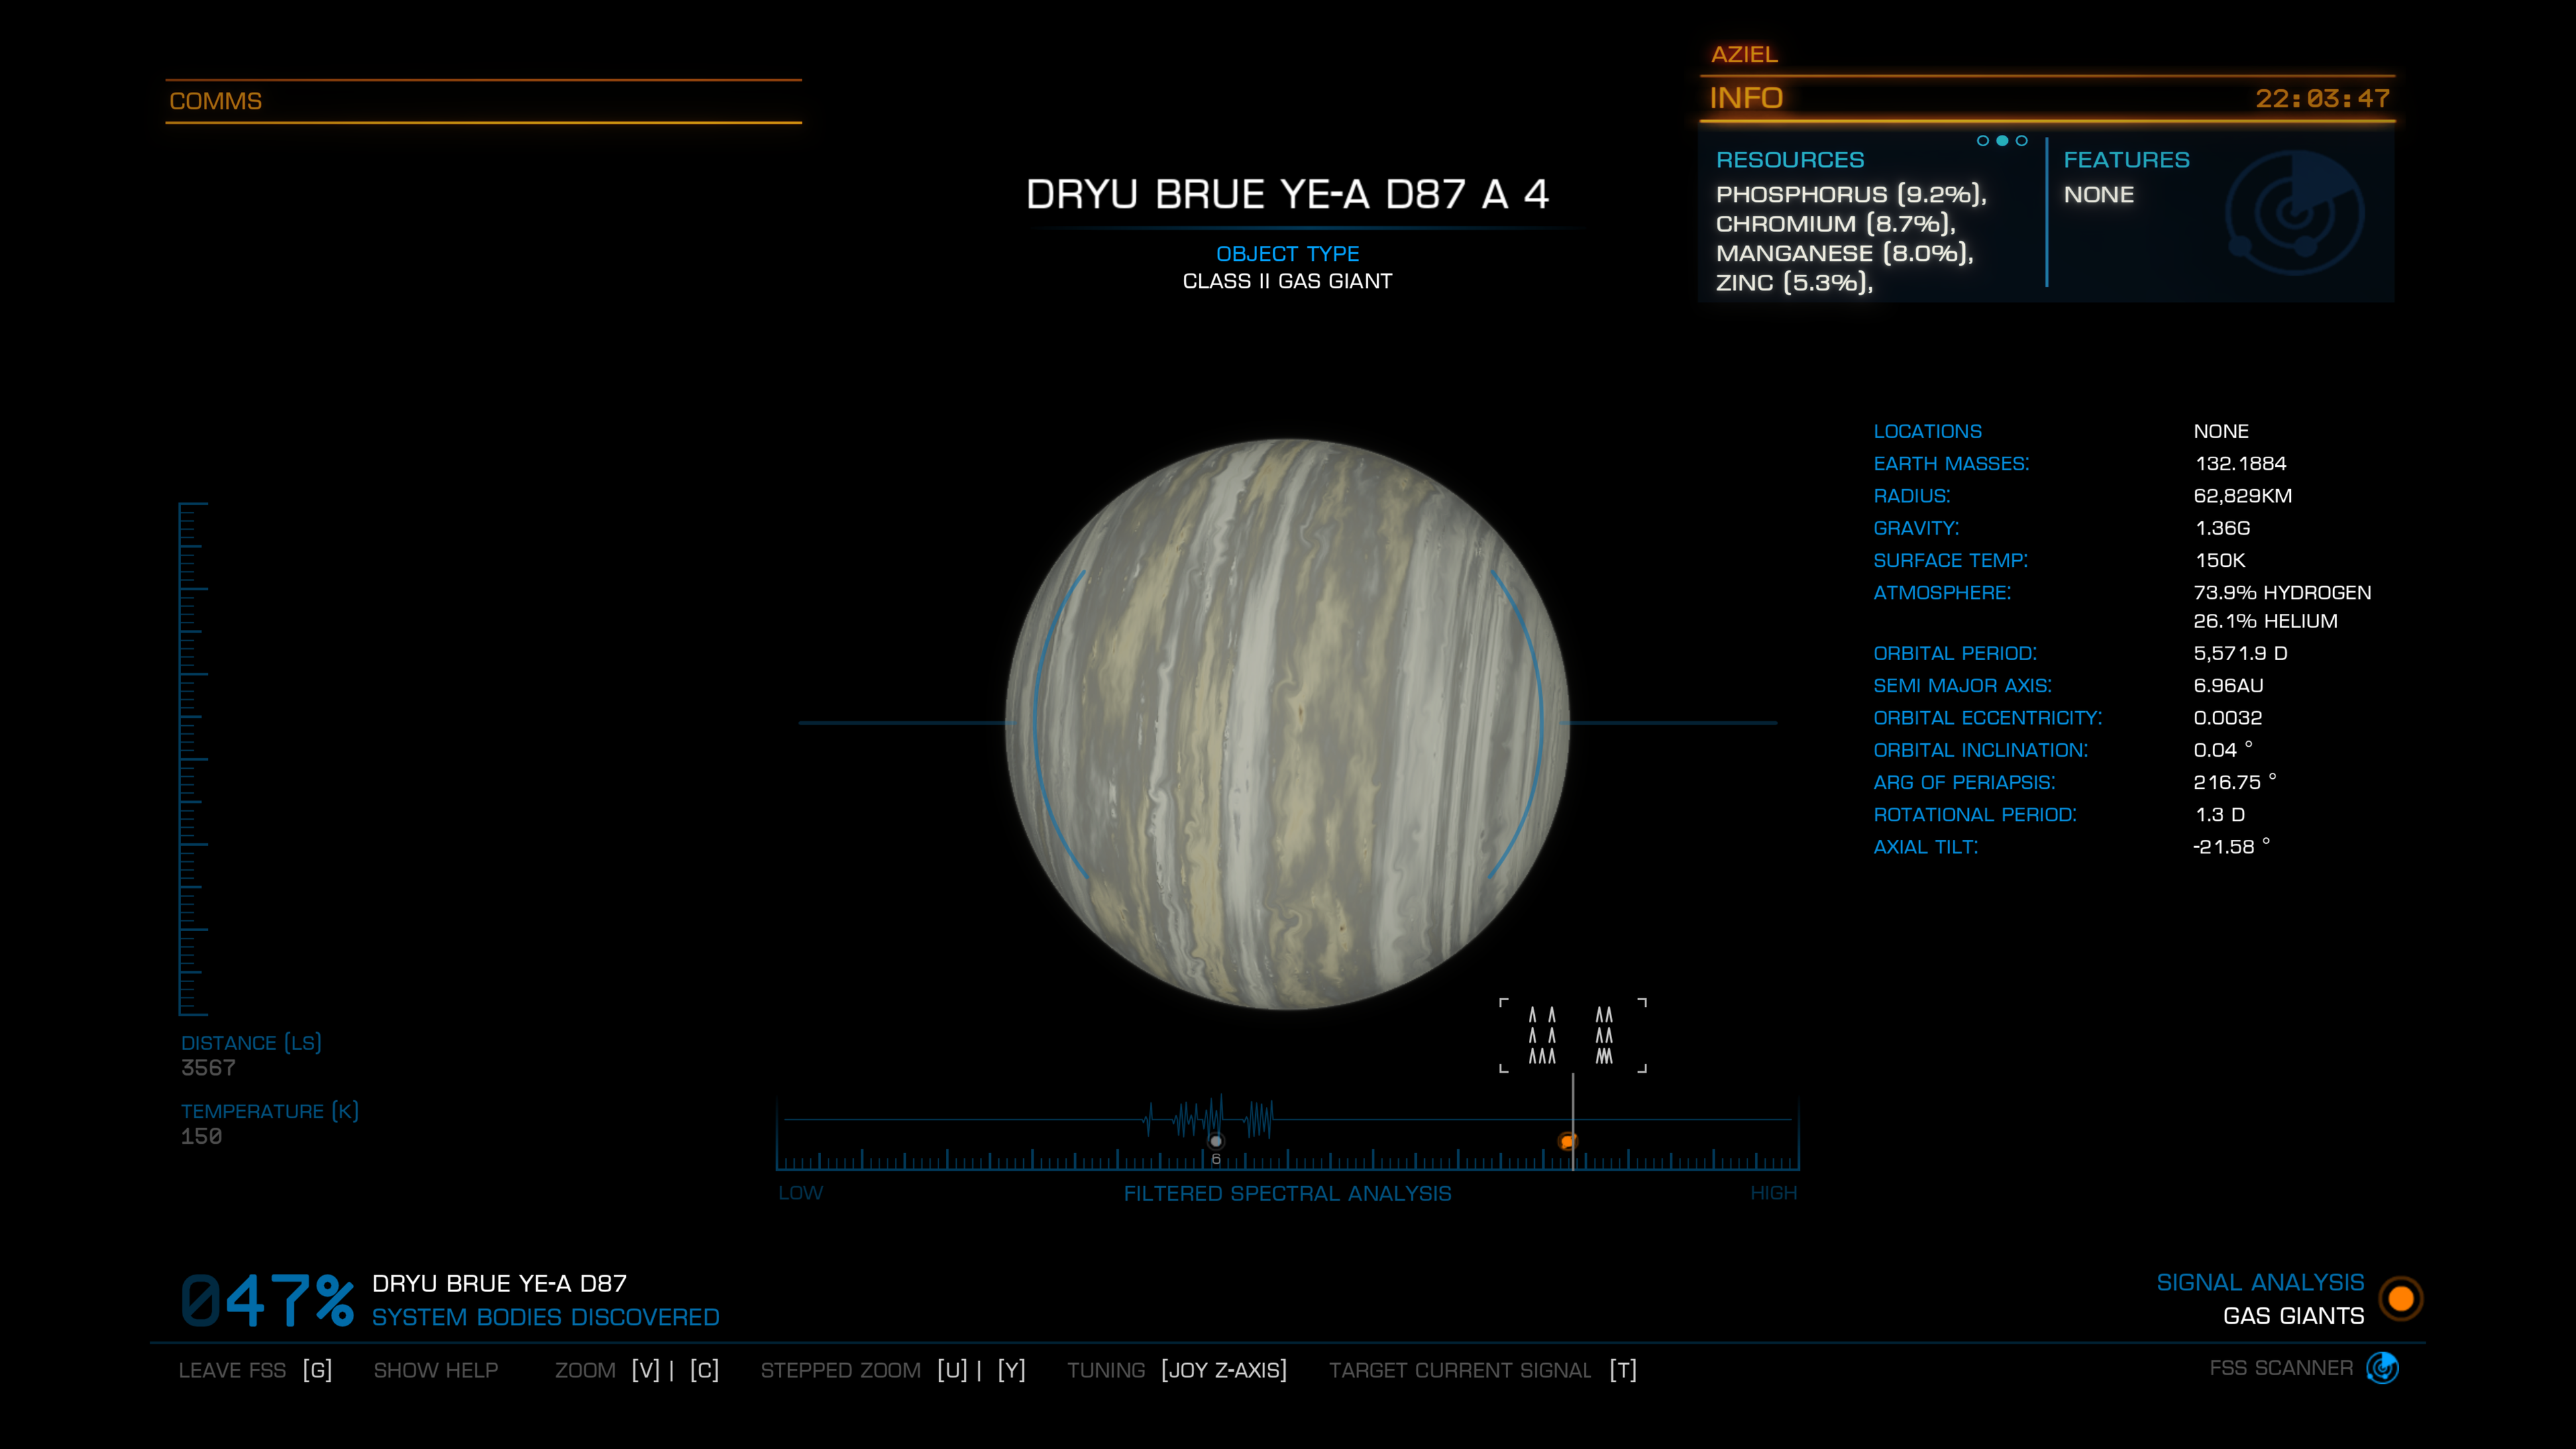 AZIEL
COMMS
INFO 22:03:47
RESOURCES
PHOSPHORUS (9.2%),
CHROMIUM (8.7%),
MANGANESE (8.0%),
ZINC (5.3%),
FEATURES
NONE
DRYU BRUE YE-A D87 A 4
OBJECT TYPE
CLASS II GAS GIANT
LOCATIONS NONE
EARTH MASSES: 132.1884
RADIUS: 62,829KM
GRAVITY: 1.36G
SURFACE TEMP: 150K
ATMOSPHERE: 73.9% HYDROGEN
26.1% HELIUM
ORBITAL PERIOD: 5,571.9 D
SEMI MAJOR AXIS: 6.96AU
ORBITAL ECCENTRICITY: 0.0032
ORBITAL INCLINATION: 0.04 °
ARG OF PERIAPSIS: 216.75 °
ROTATIONAL PERIOD: 1.3 D
AXIAL TILT: -21.58 °
DISTANCE (LS)
3567
TEMPERATURE (K)
150
6
LOW FILTERED SPECTRAL ANALYSIS HIGH
047% DRYU BRUE YE-A D87
SYSTEM BODIES DISCOVERED
SIGNAL ANALYSIS
GAS GIANTS
LEAVE FSS [G] SHOW HELP ZOOM [V] | [C] STEPPED ZOOM [U] | [Y] TUNING [JOY Z-AXIS] TARGET CURRENT SIGNAL [T] FSS SCANNER